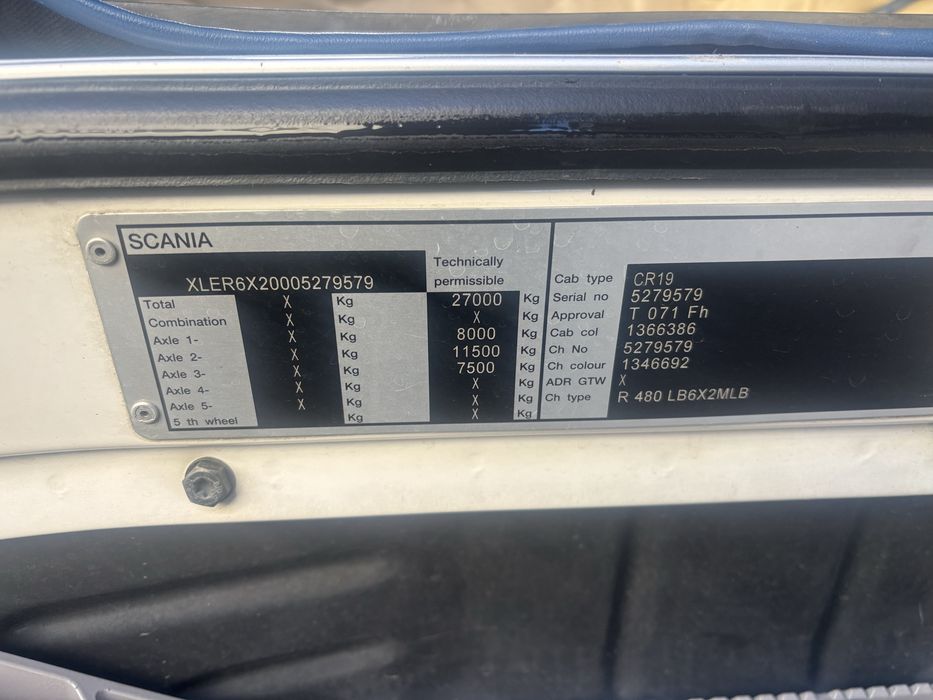 SCANIA
XLER6X20005279579
Technically
permissible
Total X Kg 27000 Kg
Combination X Kg X Kg
Axle 1- X Kg 8000 Kg
Axle 2- X Kg 11500 Kg
Axle 3- X Kg 7500 Kg
Axle 4- X Kg X Kg
Axle 5- X Kg X Kg
5 th wheel Kg X Kg
Cab type CR19
Serial no 5279579
Approval T 071 Fh
Cab col 1366386
Ch No 5279579
Ch colour 1346692
ADR GTW X
Ch type R 480 LB6X2MLB